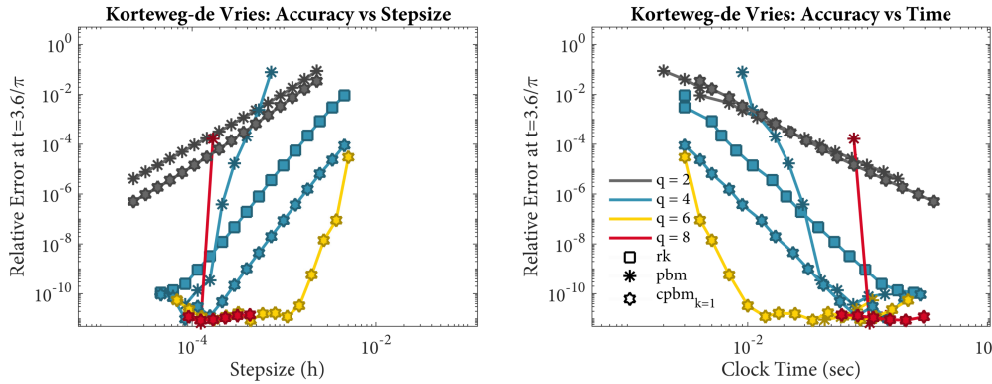 Korteweg-de Vries: Accuracy vs Stepsize
Relative Error at t=3.6/π
10^0
10^-2
10^-4
10^-6
10^-8
10^-10
10^-4
10^-2
Stepsize (h)
Korteweg-de Vries: Accuracy vs Time
Relative Error at t=3.6/π
10^0
10^-2
10^-4
10^-6
10^-8
10^-10
q = 2
q = 4
q = 6
q = 8
rk
pbm
cpbm_{k=1}
10^-2
10
Clock Time (sec)